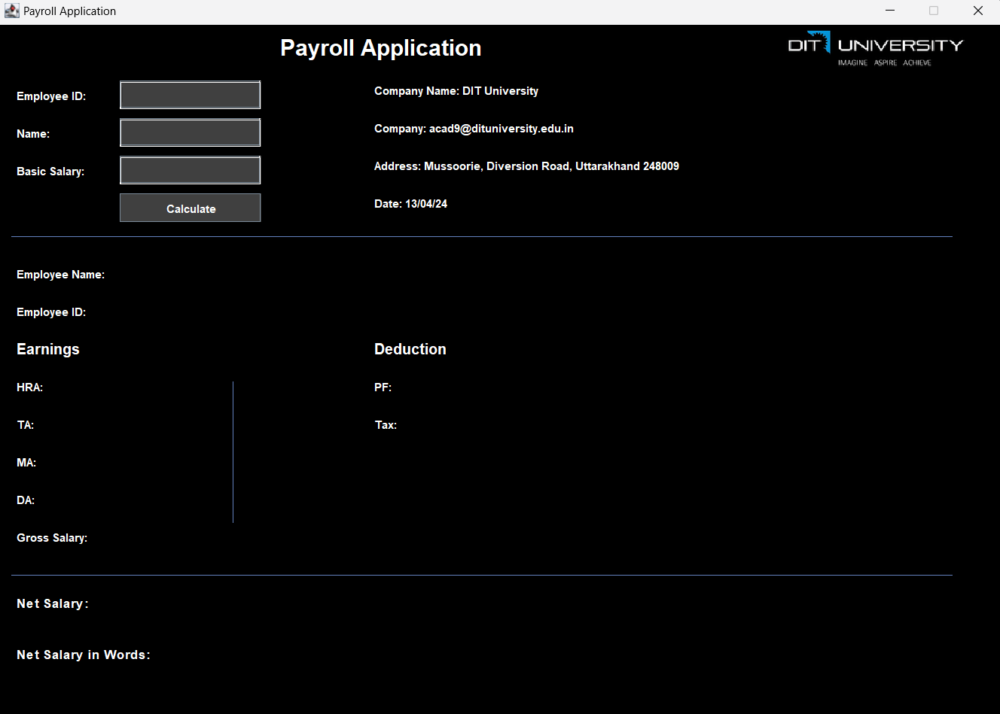 Payroll Application
Payroll Application
DIT UNIVERSITY
IMAGINE ASPIRE ACHIEVE
Employee ID:
Company Name: DIT University
Name:
Company: acad9@dituniversity.edu.in
Basic Salary:
Address: Mussoorie, Diversion Road, Uttarakhand 248009
Calculate
Date: 13/04/24
Employee Name:
Employee ID:
Earnings
Deduction
HRA:
PF:
TA:
Tax:
MA:
DA:
Gross Salary:
Net Salary:
Net Salary in Words: